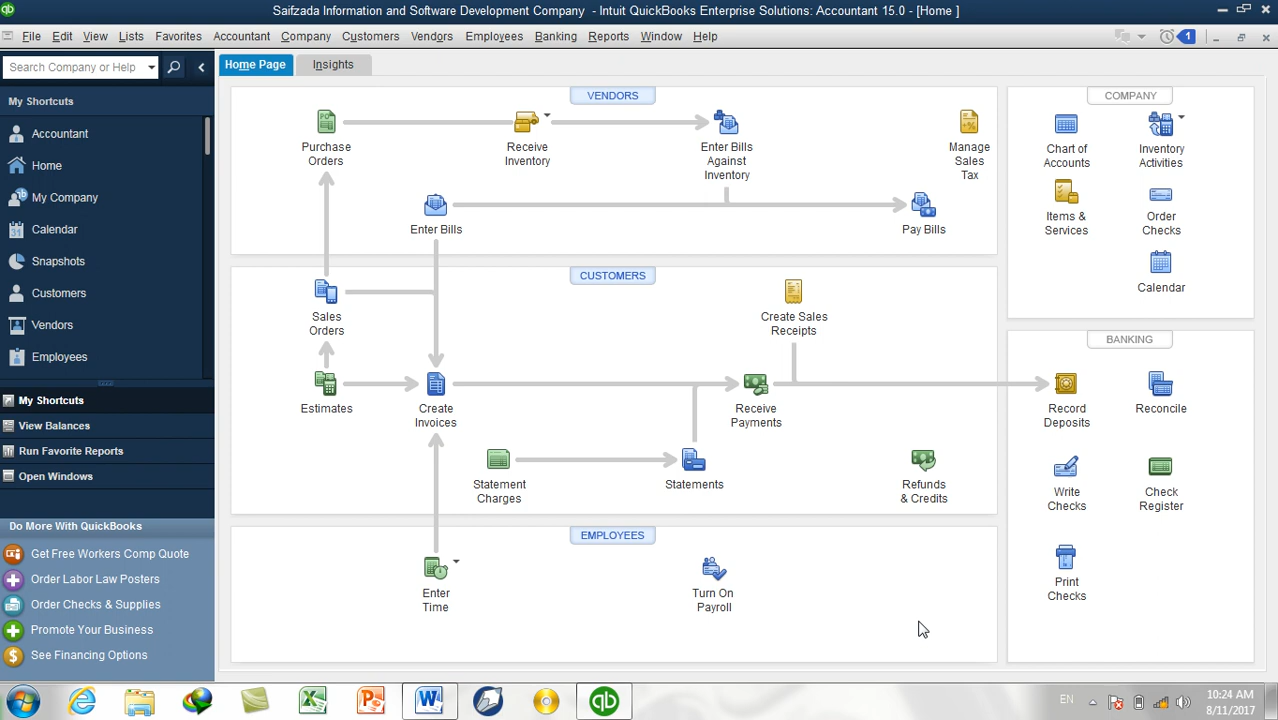 Saifzada Information and Software Development Company - Intuit QuickBooks Enterprise Solutions: Accountant 15.0 - [Home ]
File Edit View Lists Favorites Accountant Company Customers Vendors Employees Banking Reports Window Help
1
Search Company or Help
Home Page Insights
My Shortcuts
Accountant
Home
My Company
Calendar
Snapshots
Customers
Vendors
Employees
My Shortcuts
View Balances
Run Favorite Reports
Open Windows
Do More With QuickBooks
Get Free Workers Comp Quote
Order Labor Law Posters
Order Checks & Supplies
Promote Your Business
See Financing Options
VENDORS
Purchase
Orders
Receive
Inventory
Enter Bills
Against
Inventory
Manage
Sales
Tax
Enter Bills
Pay Bills
CUSTOMERS
Sales
Orders
Create Sales
Receipts
Estimates
Create
Invoices
Receive
Payments
Statement
Charges
Statements
Refunds
& Credits
EMPLOYEES
Enter
Time
Turn On
Payroll
COMPANY
Chart of
Accounts
Inventory
Activities
Items &
Services
Order
Checks
Calendar
BANKING
Record
Deposits
Reconcile
Write
Checks
Check
Register
Print
Checks
EN
10:24 AM
8/11/2017